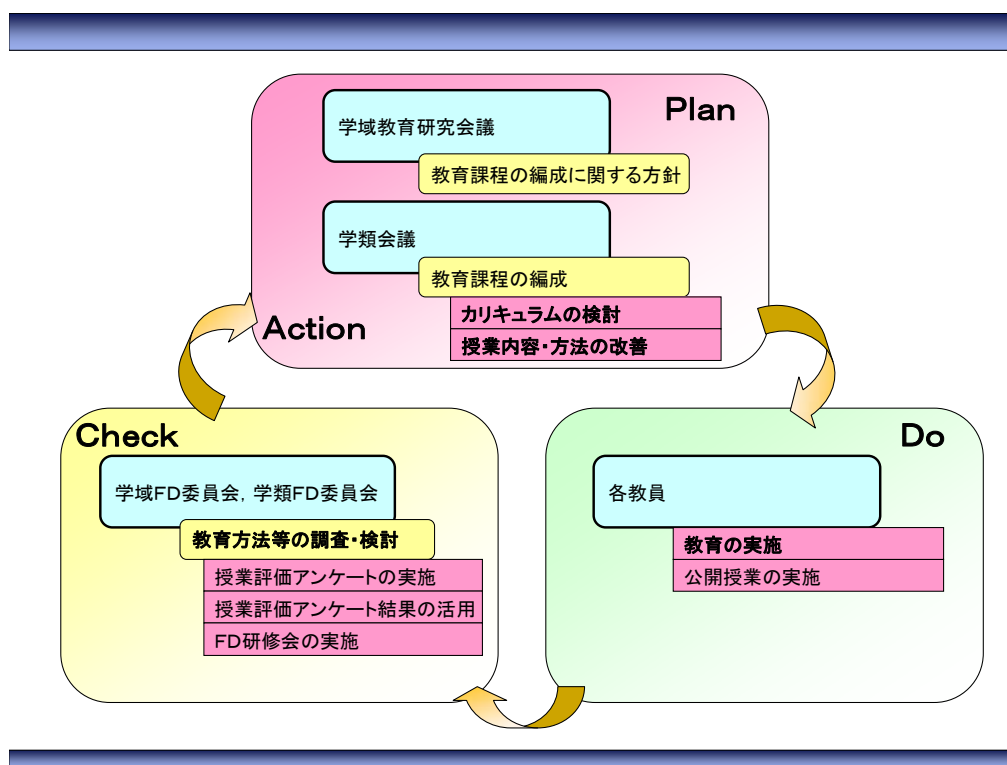 Plan
学域教育研究会議
教育課程の編成に関する方針
学類会議
教育課程の編成
カリキュラムの検討
授業内容・方法の改善
Action
Check
学域FD委員会，学類FD委員会
教育方法等の調査・検討
授業評価アンケートの実施
授業評価アンケート結果の活用
FD研修会の実施
Do
各教員
教育の実施
公開授業の実施